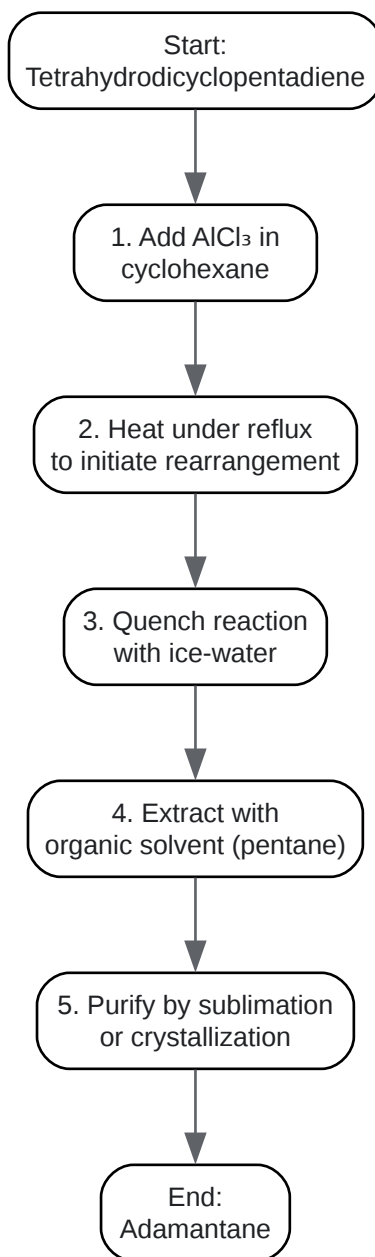 Start:
Tetrahydrodicyclopentadiene
1. Add AlCl₃ in
cyclohexane
2. Heat under reflux
to initiate rearrangement
3. Quench reaction
with ice-water
4. Extract with
organic solvent (pentane)
5. Purify by sublimation
or crystallization
End:
Adamantane